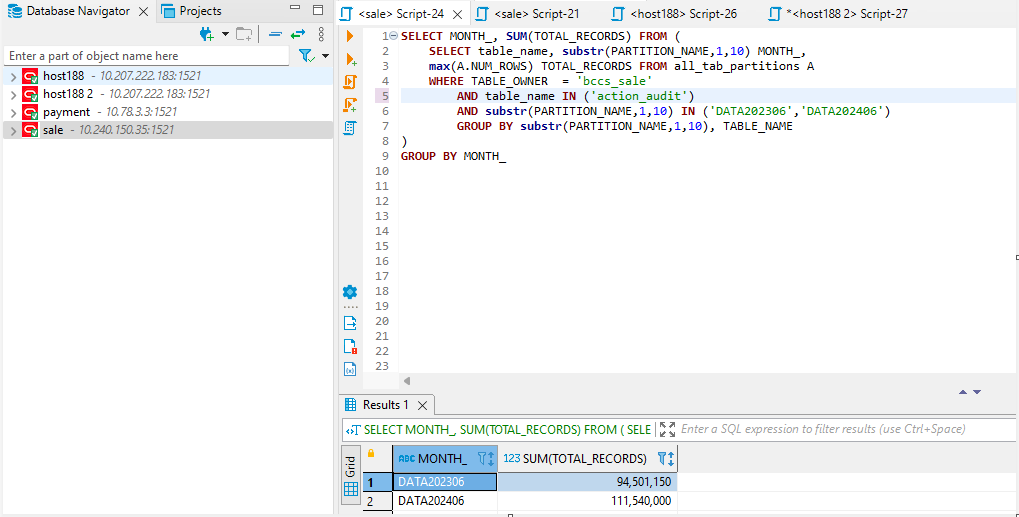 Database Navigator
Projects
Enter a part of object name here
host188 - 10.207.222.183:1521
host188 2 - 10.207.222.183:1521
payment - 10.78.3.3:1521
sale - 10.240.150.35:1521
<sale> Script-24
<sale> Script-21
<host188> Script-26
*<host188 2> Script-27
1 SELECT MONTH_, SUM(TOTAL_RECORDS) FROM (
2 SELECT table_name, substr(PARTITION_NAME,1,10) MONTH_,
3 max(A.NUM_ROWS) TOTAL_RECORDS FROM all_tab_partitions A
4 WHERE TABLE_OWNER = 'bccs_sale'
5 AND table_name IN ('action_audit')
6 AND substr(PARTITION_NAME,1,10) IN ('DATA202306','DATA202406')
7 GROUP BY substr(PARTITION_NAME,1,10), TABLE_NAME
8 )
9 GROUP BY MONTH_
10
11
12
13
14
15
16
17
18
19
20
21
22
23
Results 1
SELECT MONTH_, SUM(TOTAL_RECORDS) FROM ( SELE
Enter a SQL expression to filter results (use Ctrl+Space)
Grid
ABC MONTH_
123 SUM(TOTAL_RECORDS)
1 DATA202306 94,501,150
2 DATA202406 111,540,000